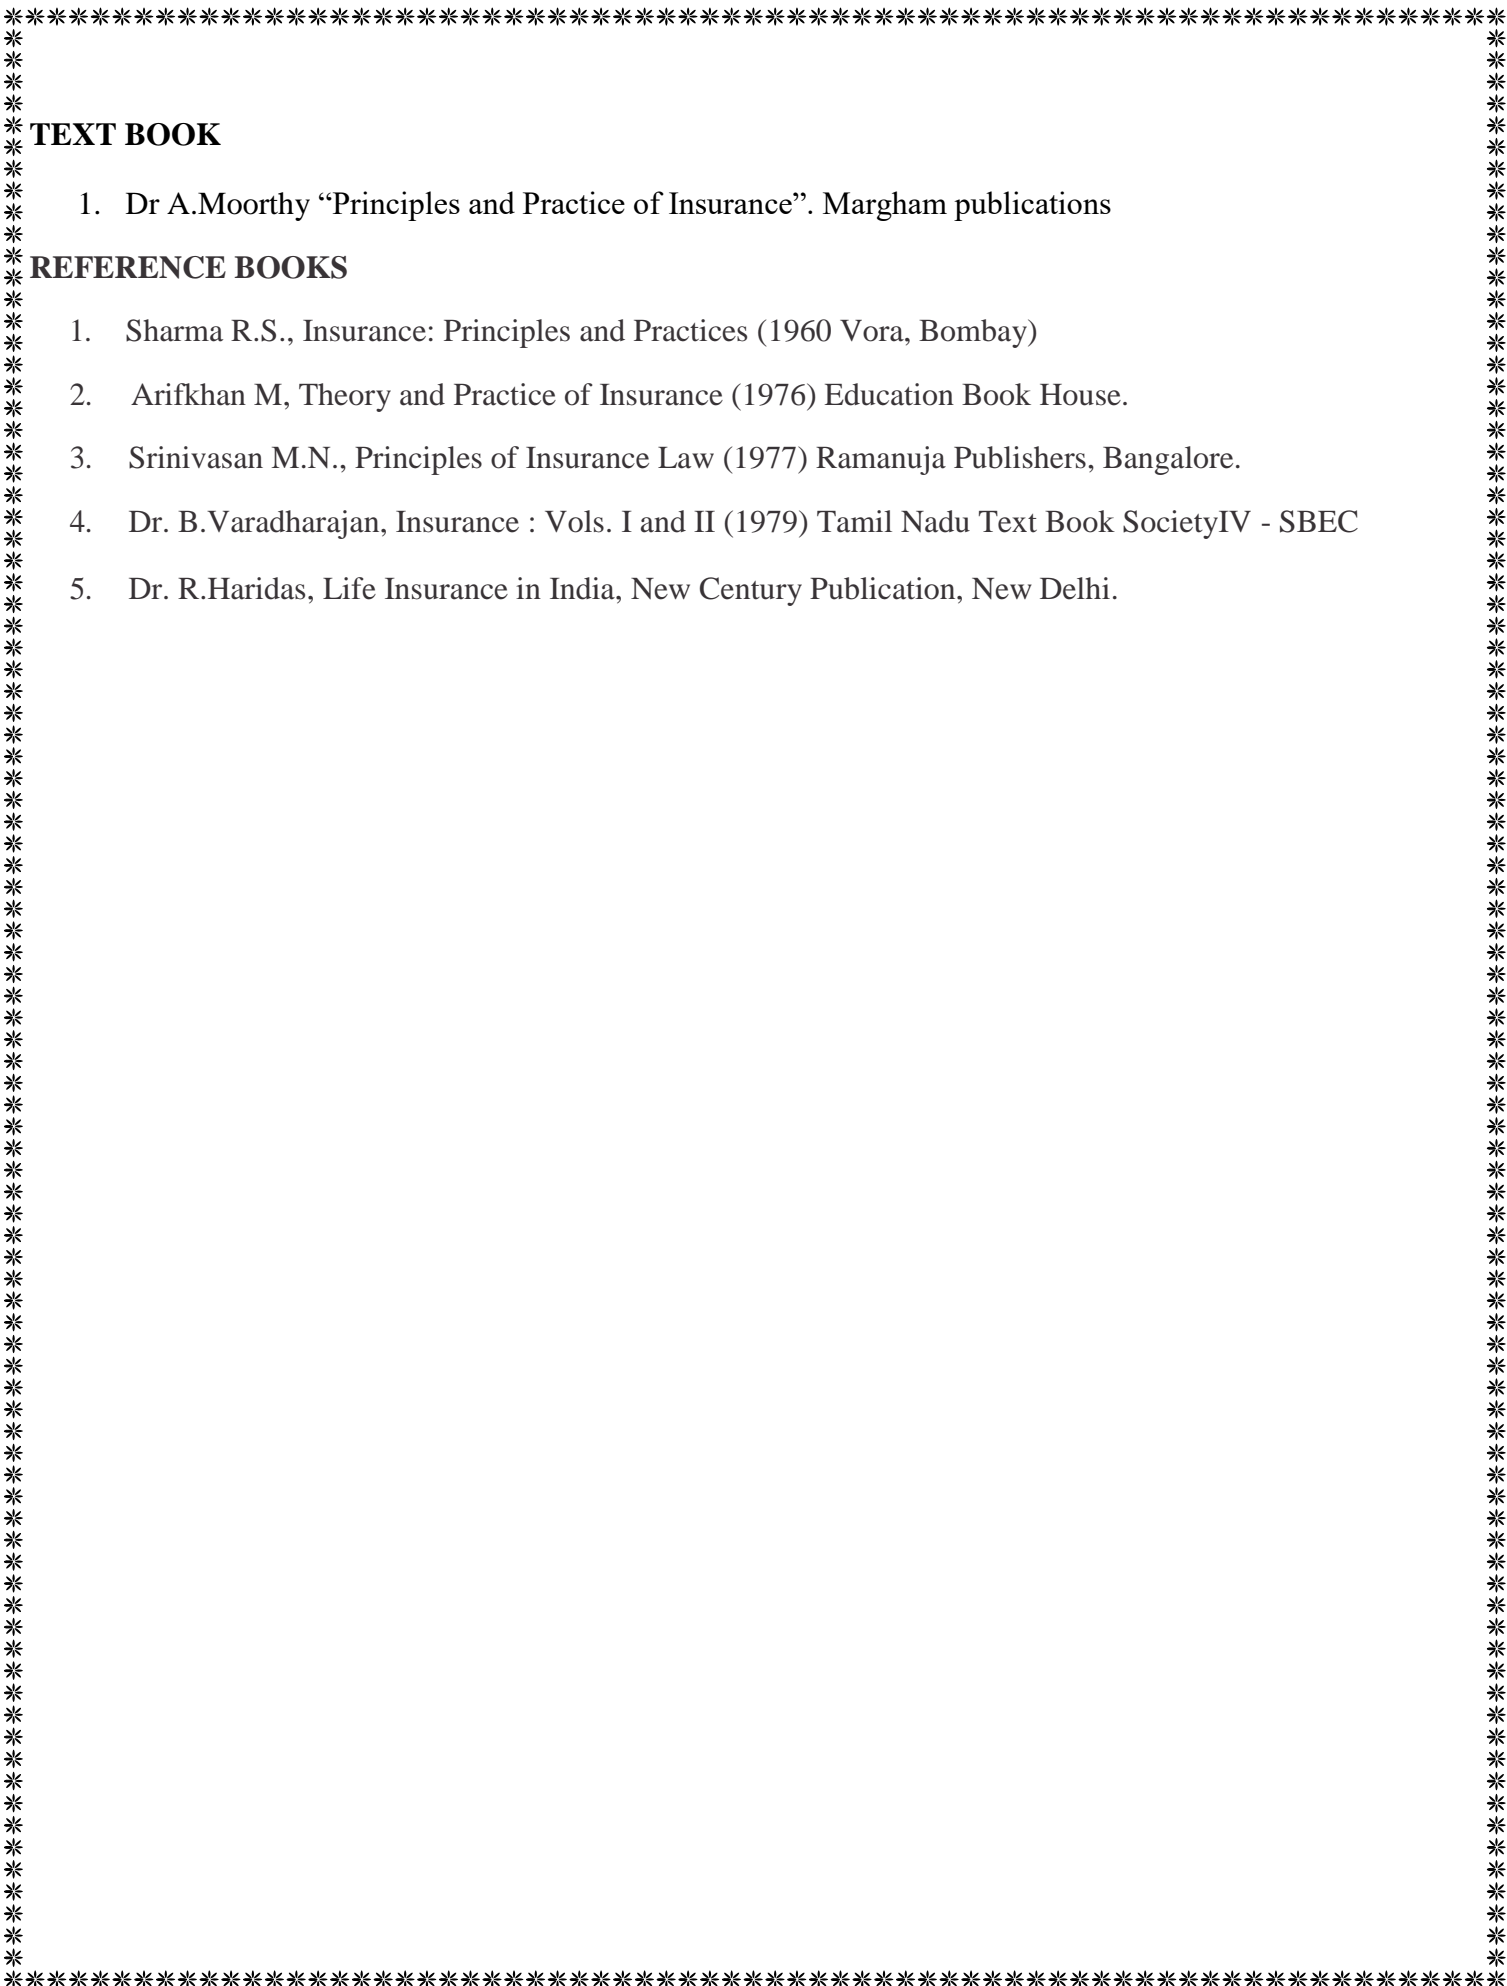 TEXT BOOK
1. Dr A.Moorthy “Principles and Practice of Insurance”. Margham publications
REFERENCE BOOKS
1. Sharma R.S., Insurance: Principles and Practices (1960 Vora, Bombay)
2. Arifkhan M, Theory and Practice of Insurance (1976) Education Book House.
3. Srinivasan M.N., Principles of Insurance Law (1977) Ramanuja Publishers, Bangalore.
4. Dr. B.Varadharajan, Insurance : Vols. I and II (1979) Tamil Nadu Text Book SocietyIV - SBEC
5. Dr. R.Haridas, Life Insurance in India, New Century Publication, New Delhi.